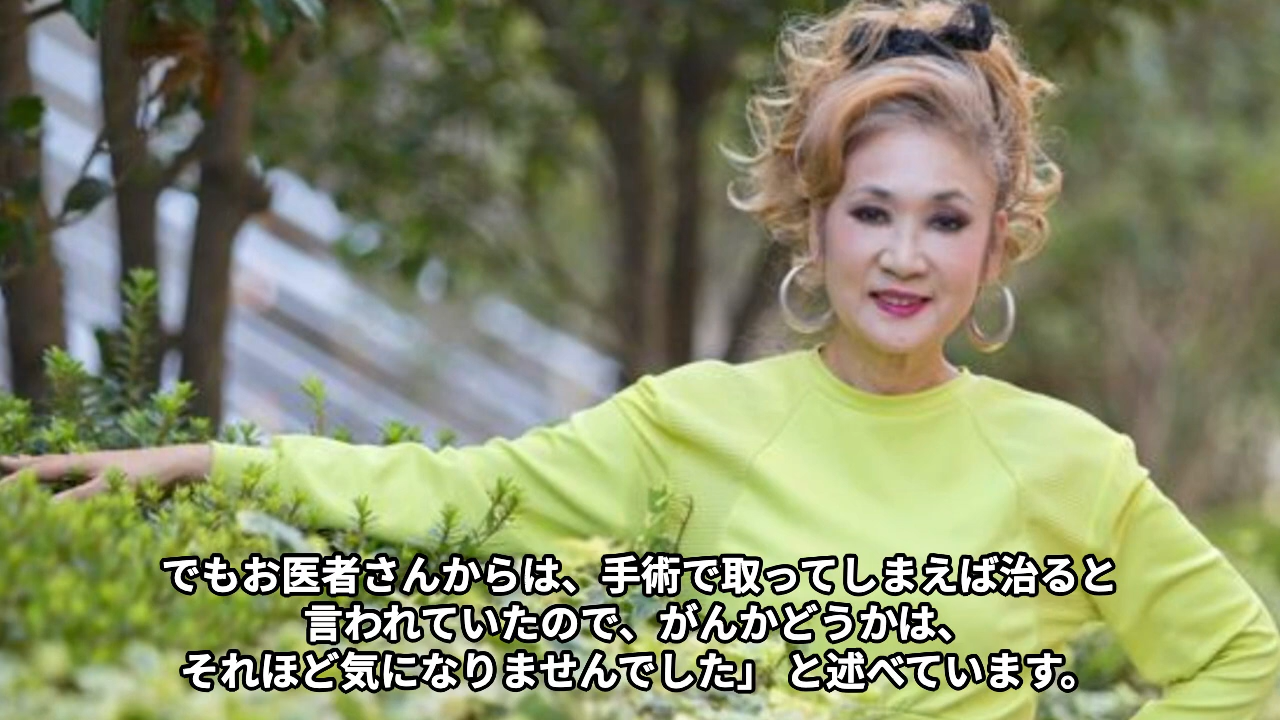 でもお医者さんからは、手術で取ってしまえば治ると
言われていたので、がんかどうかは、
それほど気になりませんでした」 と述べています。